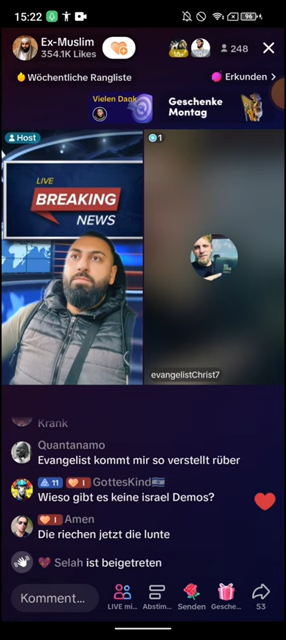 15:22
96
Ex-Muslim
354.1K Likes
248
Wöchentliche Rangliste
Erkunden >
Vielen Dank
Geschenke
Montag
Host
1
LIVE
BREAKING
NEWS
evangelistChrist7
Krank
Quantanamo
Evangelist kommt mir so verstellt rüber
11 1 GottesKind🇮🇱
Wieso gibt es keine israel Demos?
1 Amen
Die riechen jetzt die lunte
Selah ist beigetreten
Komment...
LIVE mi...
Abstim...
Senden
Gesche...
53